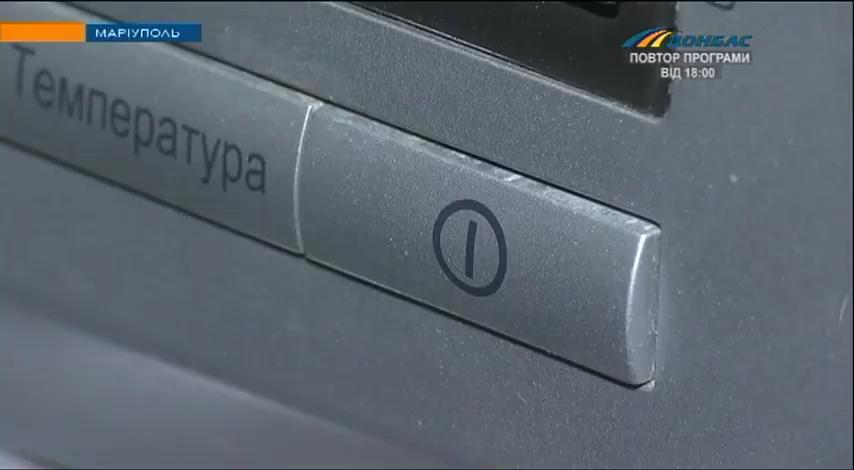 МАРІУПОЛЬ
ДОНБАС
ПОВТОР ПРОГРАМИ
ВІД 18:00
Температура